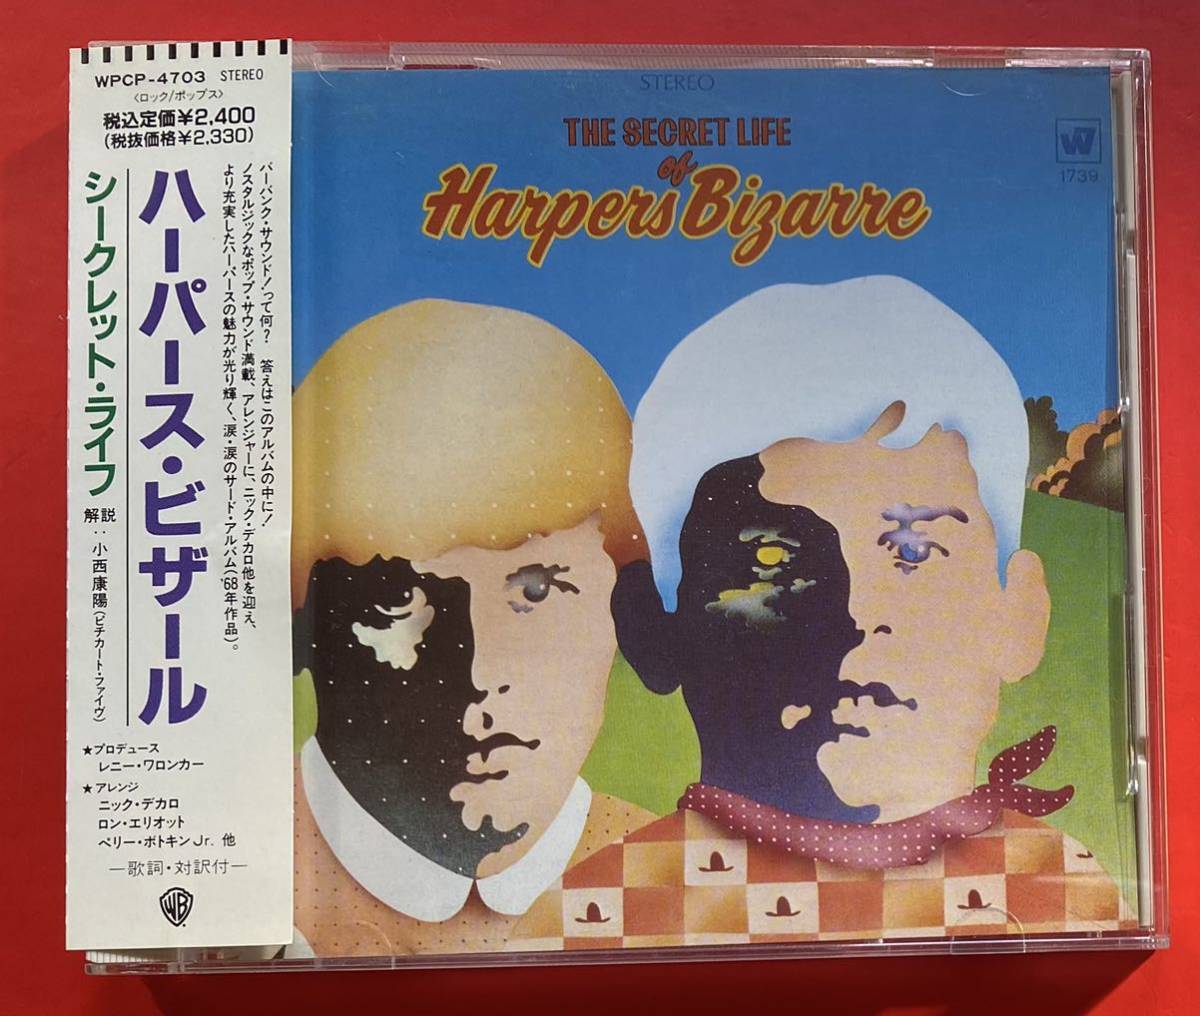 WPCP-4703 STEREO
〈ロック/ポップス〉
税込定価¥2,400
(税抜価格¥2,330)
バーバンク・サウンド!って何? 答えはこのアルバムの中に!
ノスタルジックなポップ・サウンド満載、アレンジャーに、ニック・デカロ他を迎え、
より充実したハーパースの魅力が光り輝く、涙・涙のサード・アルバム('68年作品)。
ハーパース・ビザール
シークレット・ライフ
解説:小西康陽(ピチカート・ファイヴ)
★プロデュース
レニー・ワロンカー
★アレンジ
ニック・デカロ
ロン・エリオット
ペリー・ボトキンJr. 他
—歌詞・対訳付—
WB
STEREO
THE SECRET LIFE
of
Harpers Bizarre
W7
1739